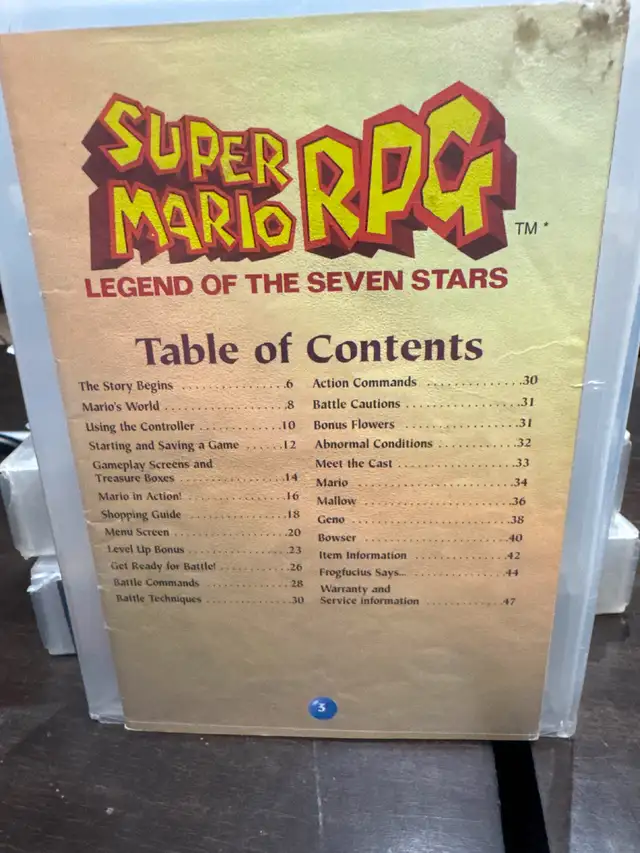 SUPER
MARIO RPG
TM *
LEGEND OF THE SEVEN STARS
Table of Contents
The Story Begins ..................6
Mario's World .....................8
Using the Controller ..............10
Starting and Saving a Game ......12
Gameplay Screens and
Treasure Boxes ...................14
Mario in Action! ..................16
Shopping Guide ..................18
Menu Screen .....................20
Level Up Bonus ..................23
Get Ready for Battle! .............26
Battle Commands ................28
Battle Techniques ................30
Action Commands ................30
Battle Cautions ...................31
Bonus Flowers ...................31
Abnormal Conditions .............32
Meet the Cast ....................33
Mario ...........................34
Mallow ..........................36
Geno ...........................38
Bowser ..........................40
Item Information .................42
Frogfucius Says... ................44
Warranty and
Service information ..............47
3